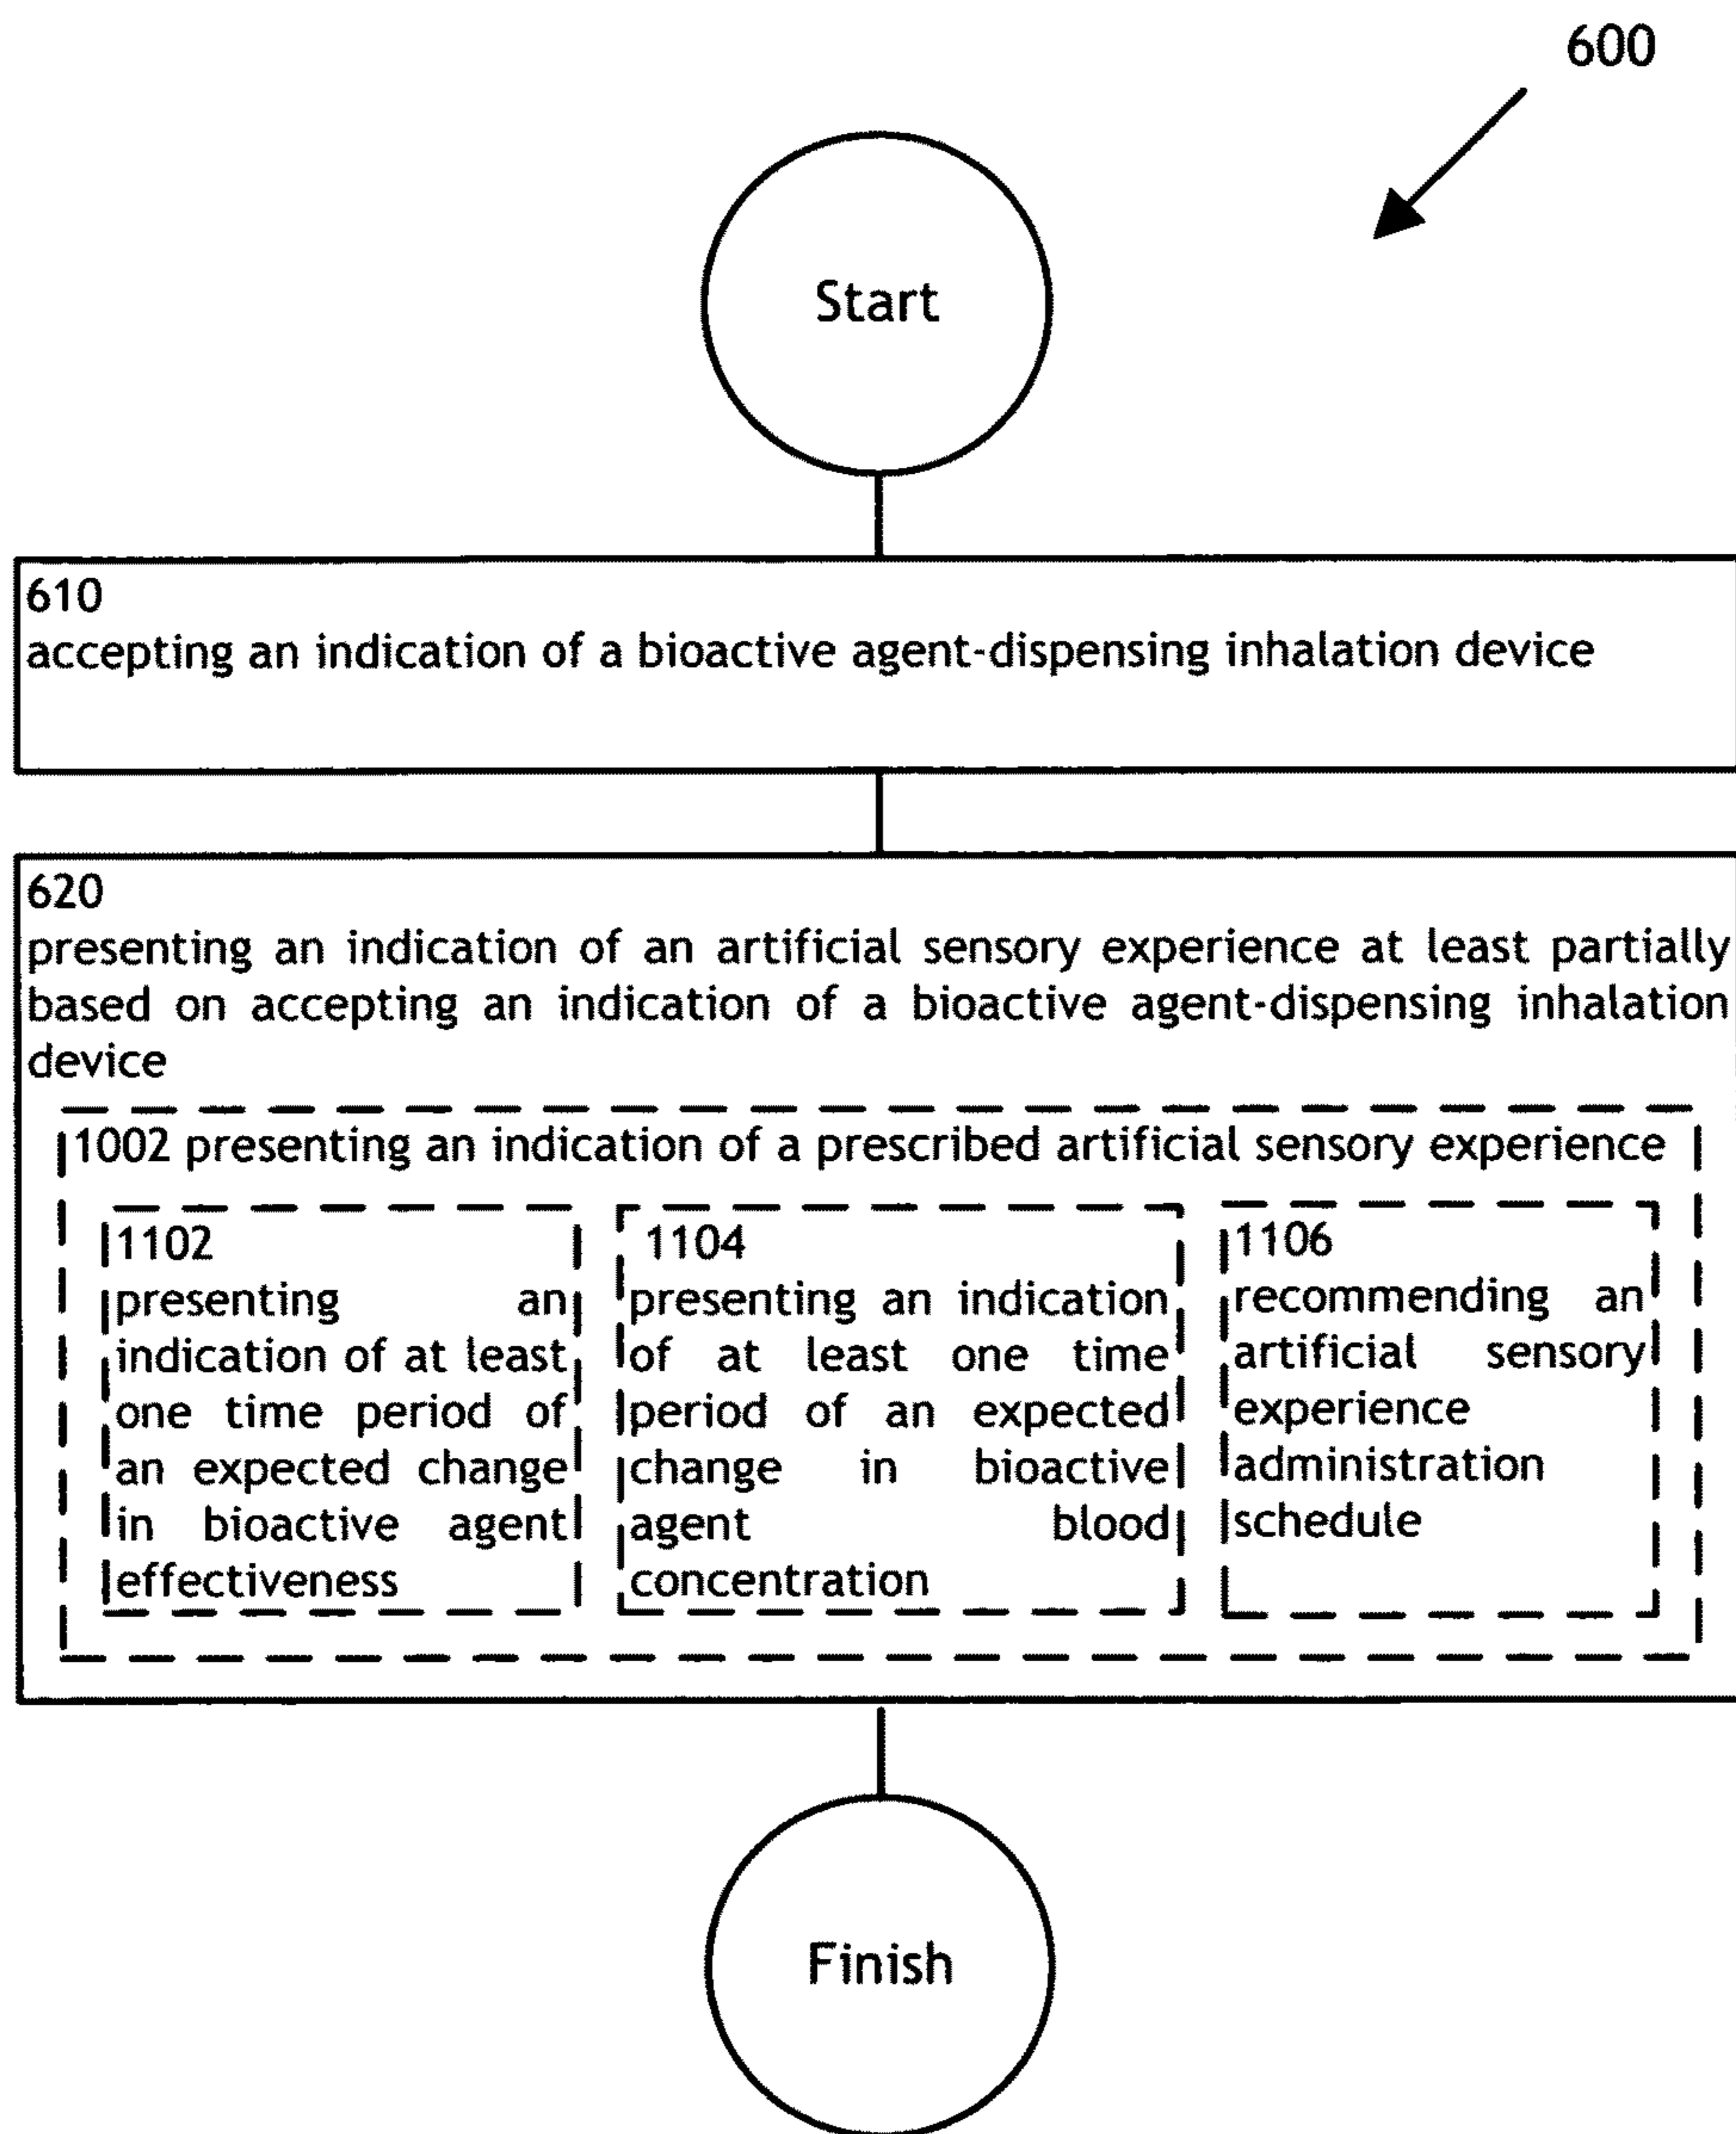 600
Start
610
accepting an indication of a bioactive agent-dispensing inhalation device
620
presenting an indication of an artificial sensory experience at least partially
based on accepting an indication of a bioactive agent-dispensing inhalation
device
1002 presenting an indication of a prescribed artificial sensory experience
1102
presenting an
indication of at least
one time period of
an expected change
in bioactive agent
effectiveness
1104
presenting an indication
of at least one time
period of an expected
change in bioactive
agent blood
concentration
1106
recommending an
artificial sensory
experience
administration
schedule
Finish